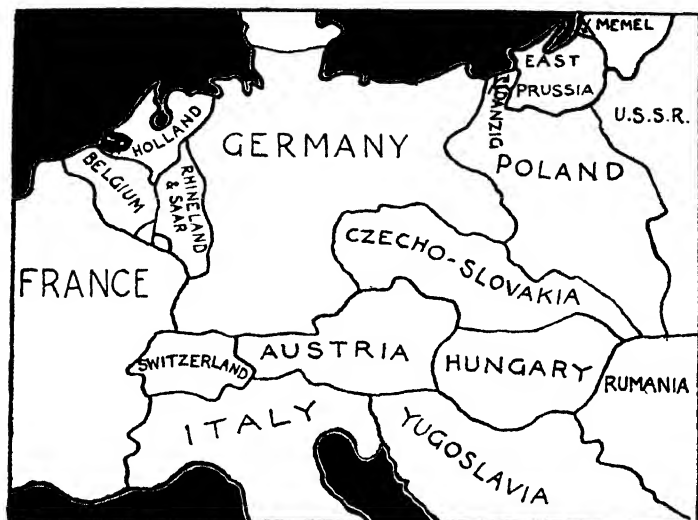 MEMEL
EAST
PRUSSIA
DANZIG
U.S.S.R.
HOLLAND
GERMANY
POLAND
BELGIUM
RHINELAND
& SAAR
CZECHO-SLOVAKIA
FRANCE
SWITZERLAND
AUSTRIA
HUNGARY
RUMANIA
ITALY
YUGOSLAVIA